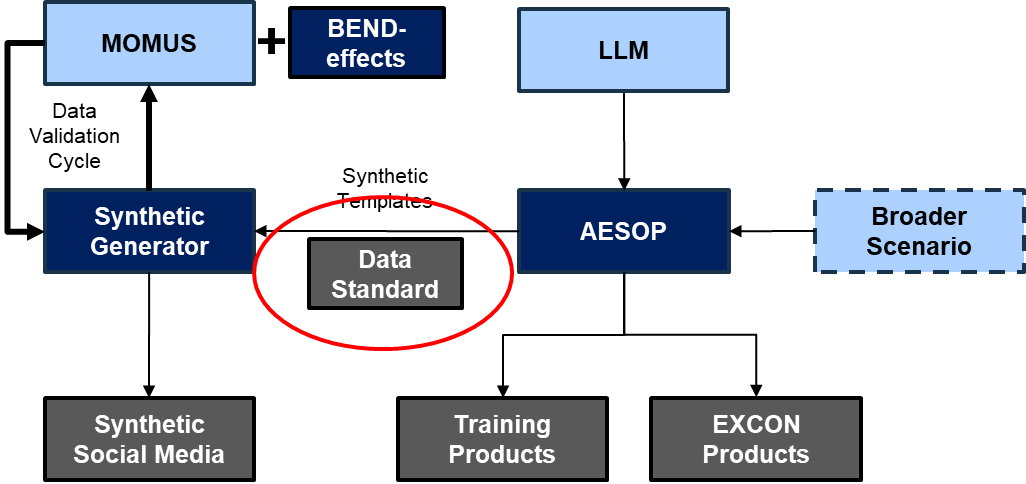 MOMUS
+
BEND-
effects
LLM
Data
Validation
Cycle
Synthetic
Templates
Synthetic
Generator
AESOP
Broader
Scenario
Data
Standard
Synthetic
Social Media
Training
Products
EXCON
Products